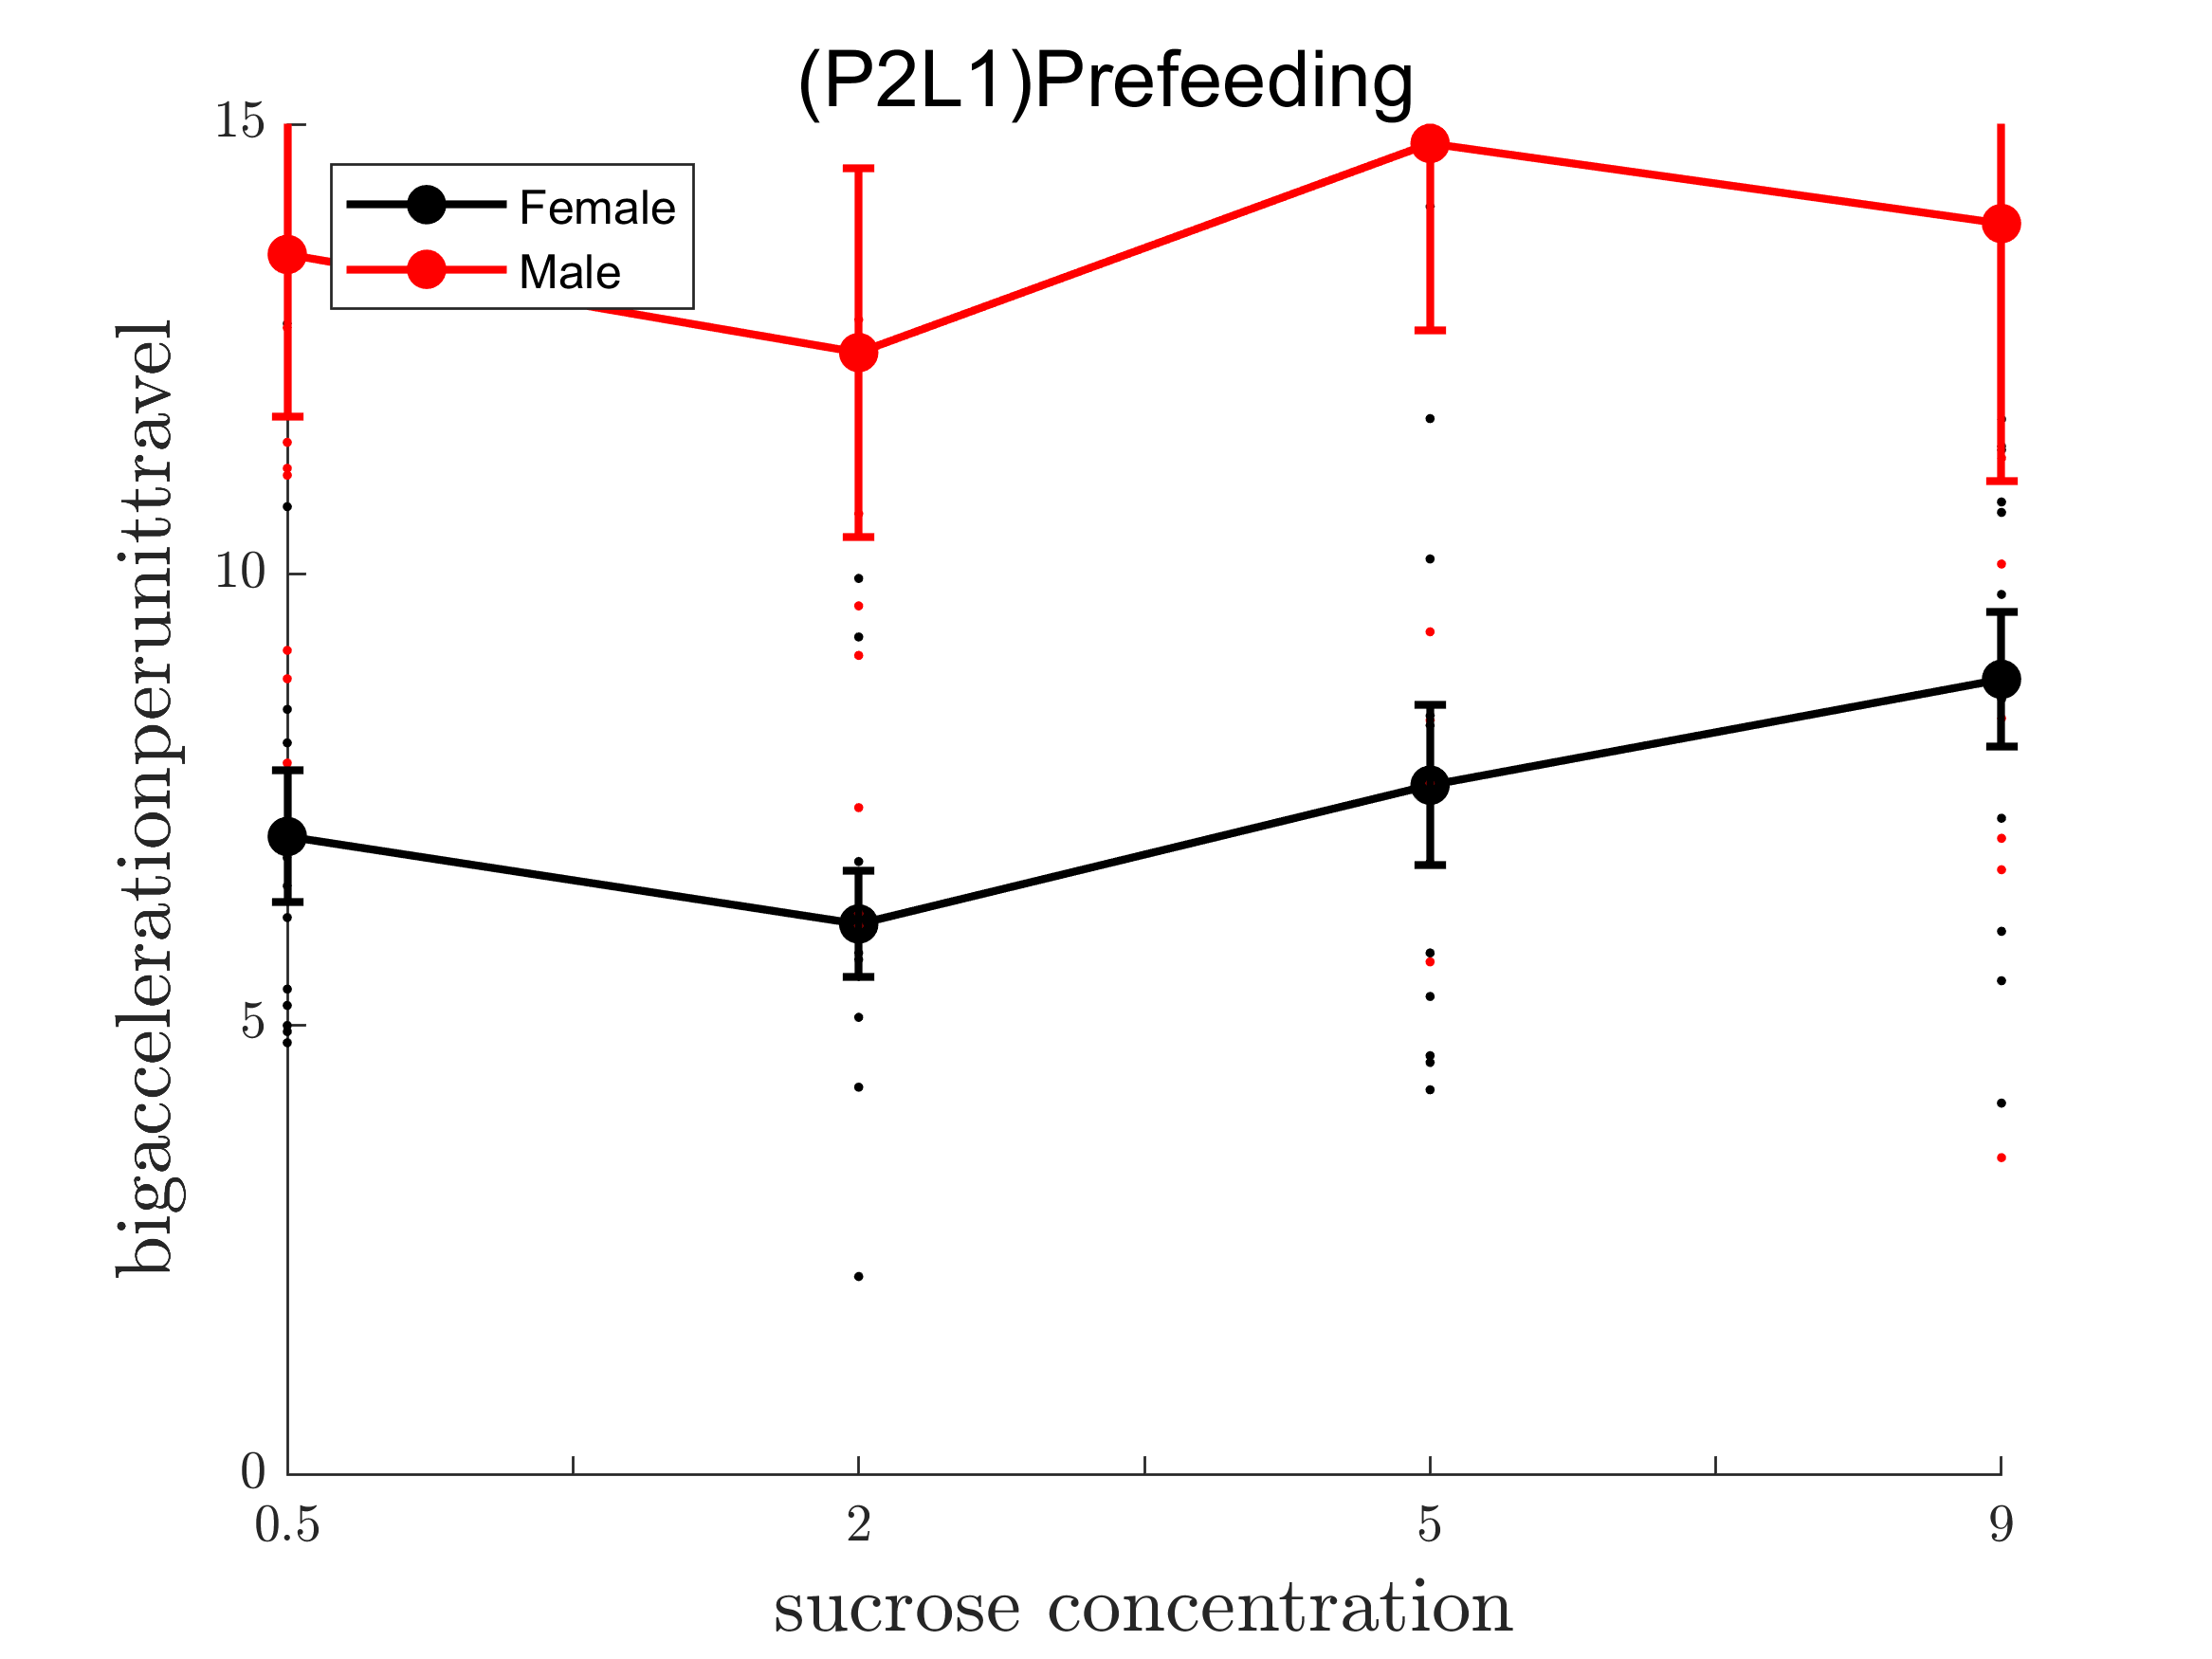 (P2L1)Prefeeding
15
Female
Male
10
5
0
bigaccelerationperunittravel
0.5 2 5 9
sucrose concentration